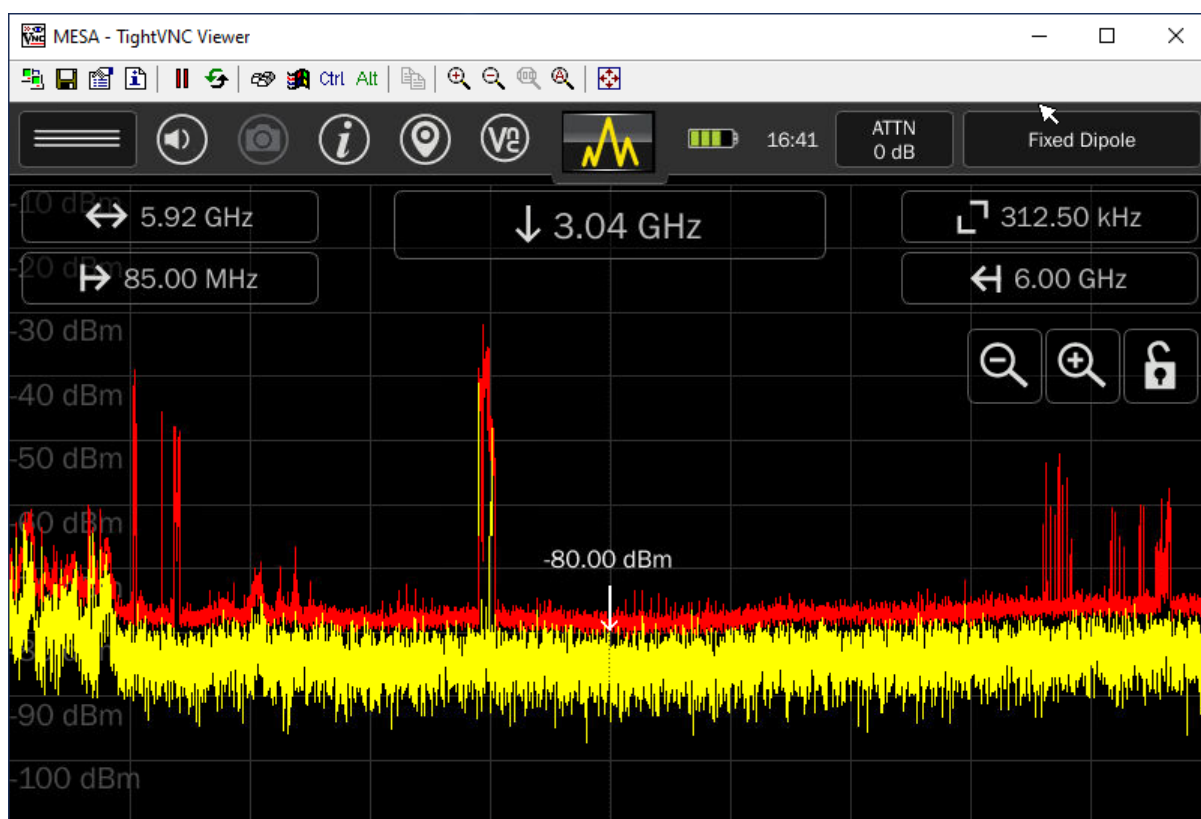 MESA - TightVNC Viewer
Ctrl Alt
16:41
ATTN
0 dB
Fixed Dipole
-10 dBm
5.92 GHz
3.04 GHz
312.50 kHz
-20 dBm
85.00 MHz
6.00 GHz
-30 dBm
-40 dBm
-50 dBm
-60 dBm
-80.00 dBm
-90 dBm
-100 dBm